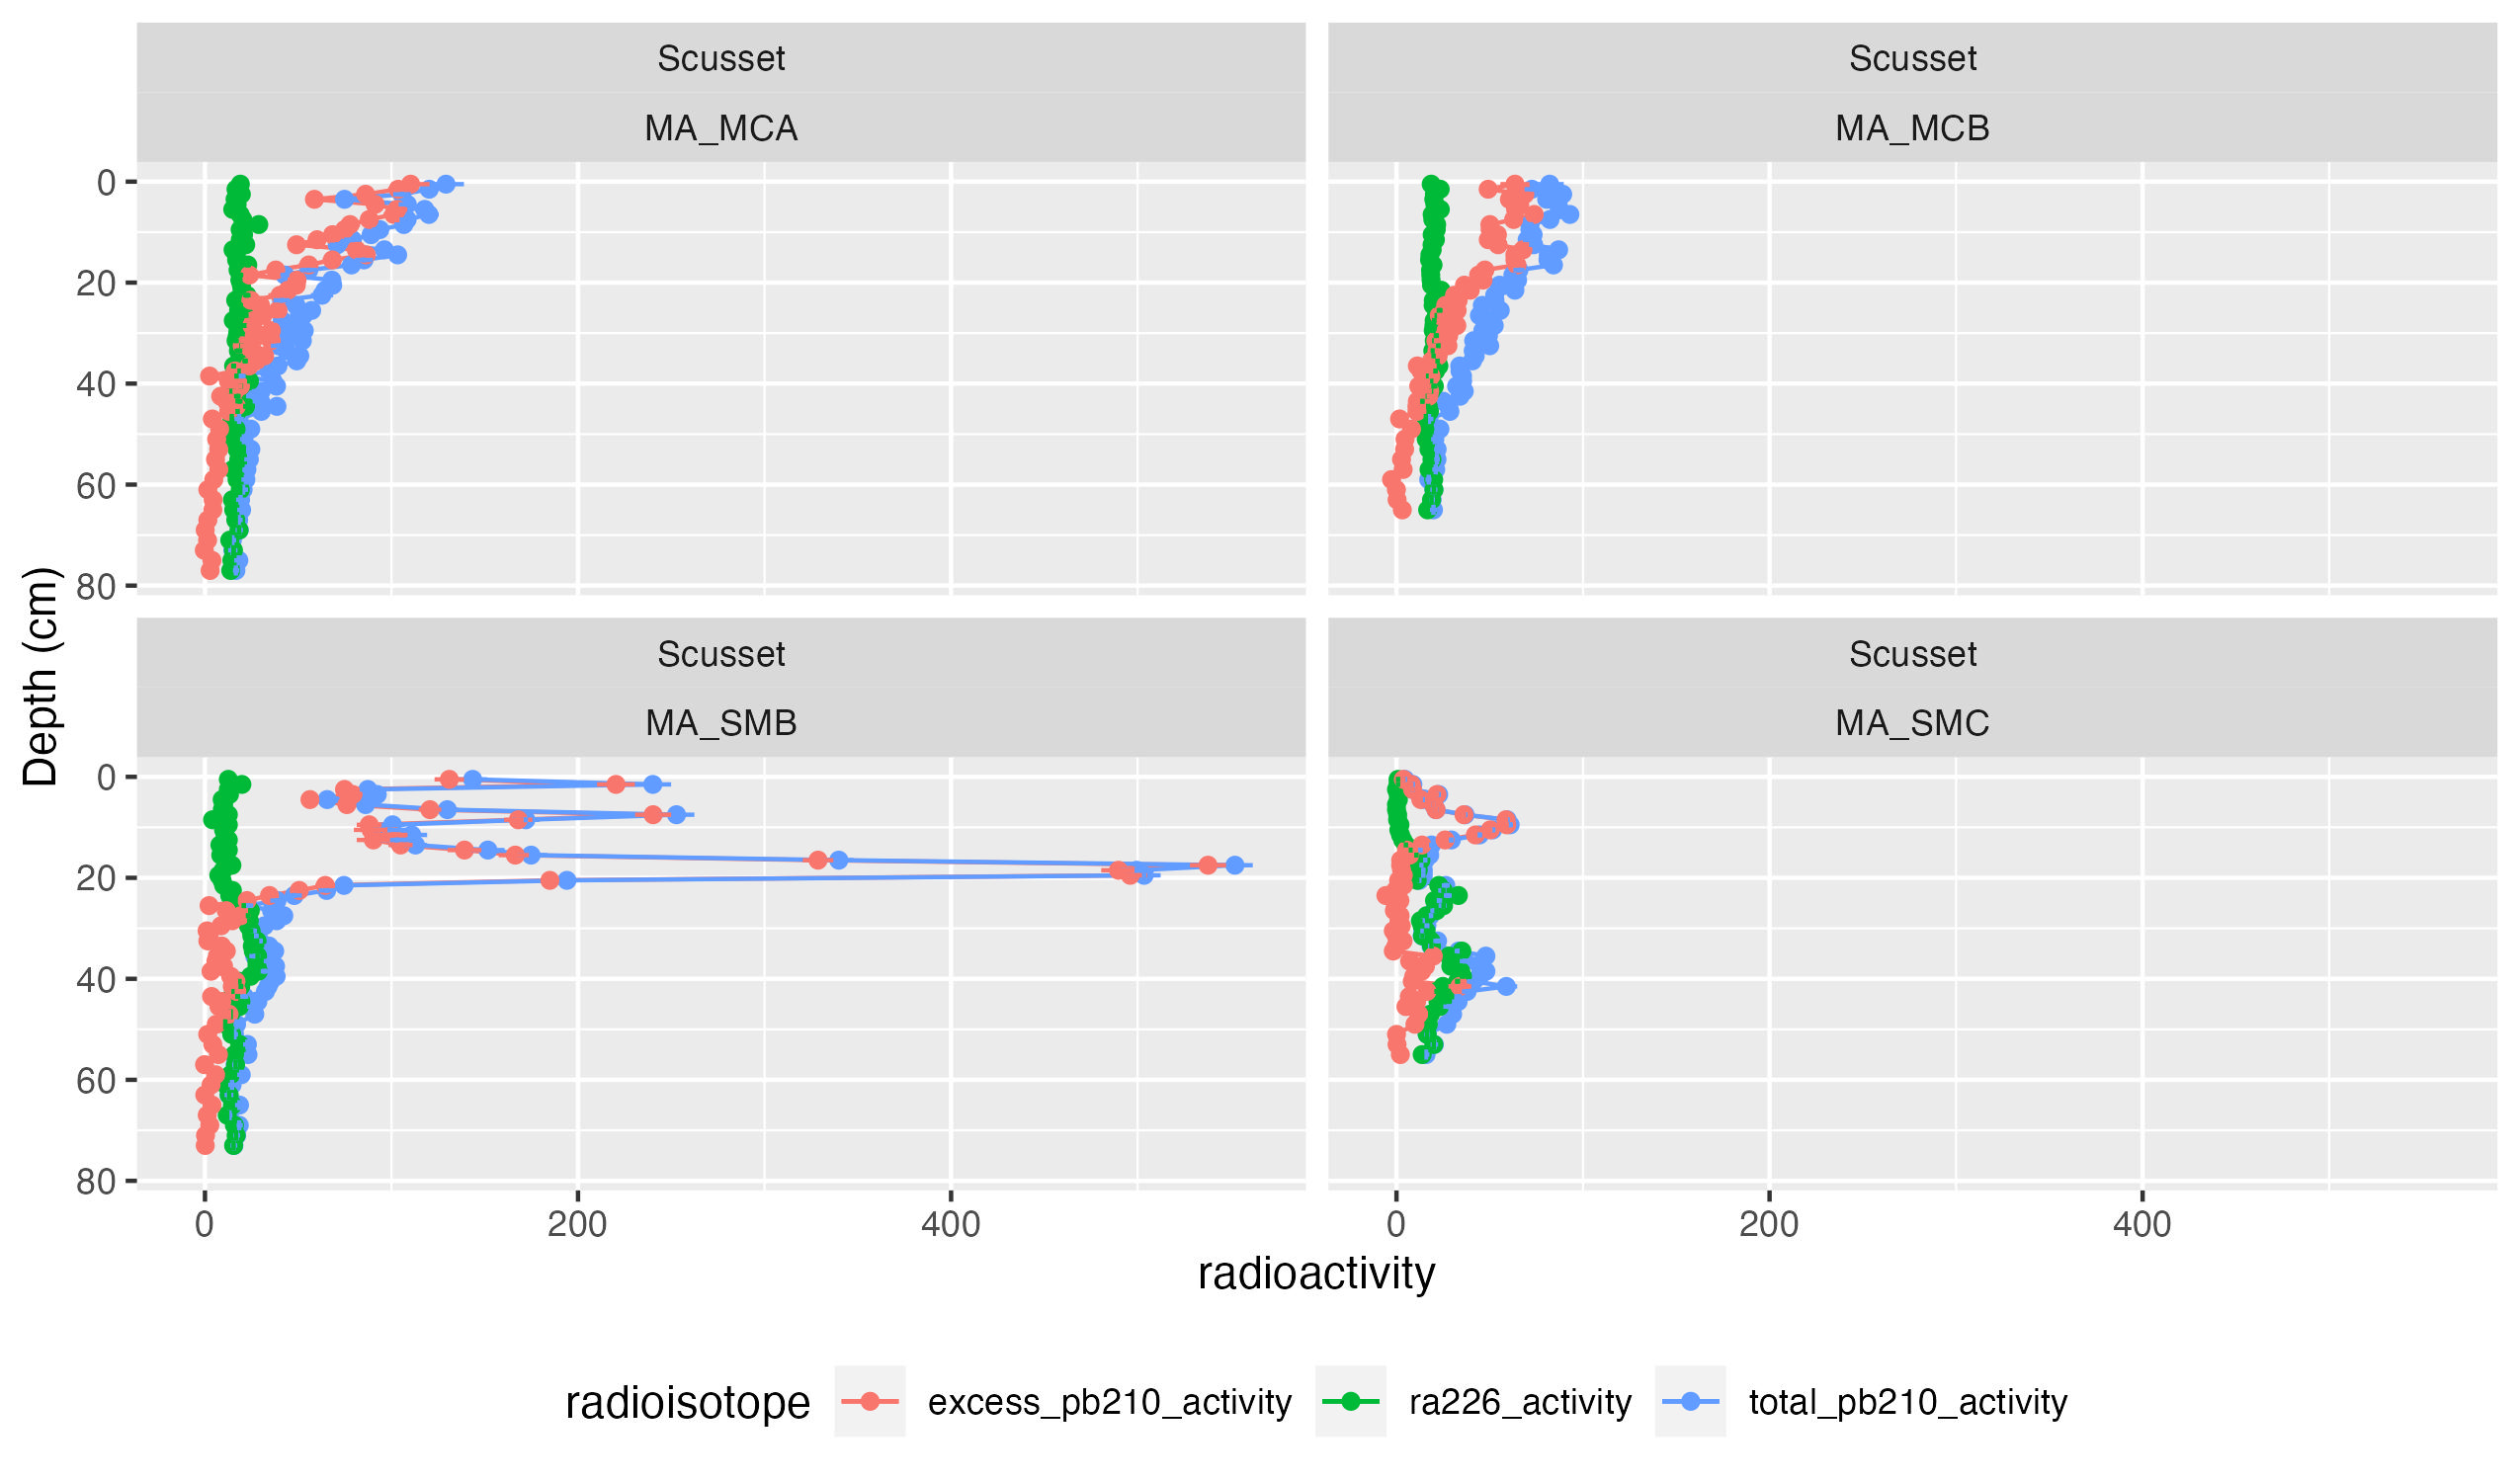 Scusset
Scusset
MA_MCA
MA_MCB
0
20
40
60
80
Scusset
Scusset
MA_SMB
MA_SMC
0
20
40
60
80
Depth (cm)
0
200
400
0
200
400
radioactivity
radioisotope
excess_pb210_activity
ra226_activity
total_pb210_activity